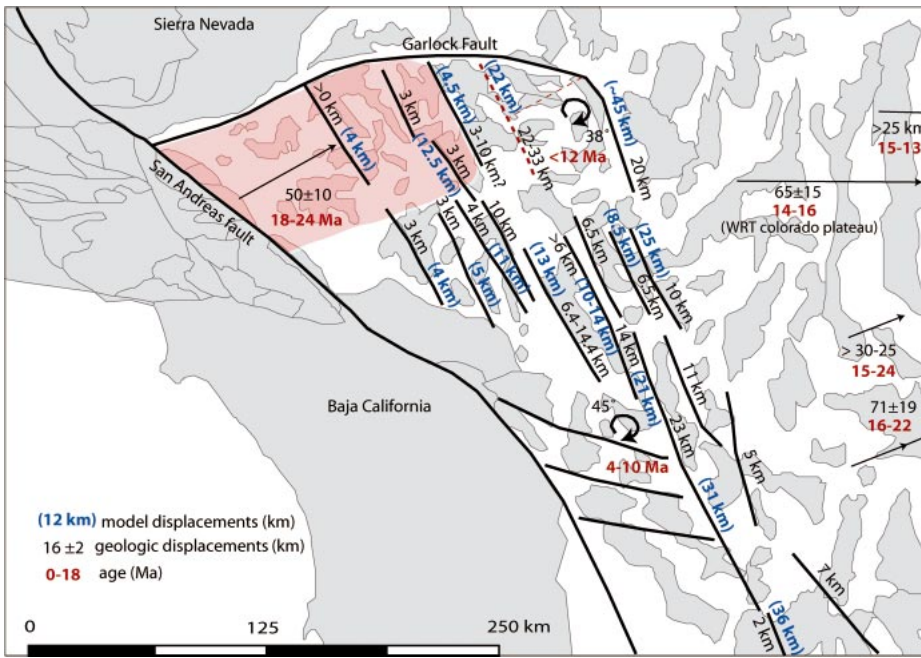 Sierra Nevada
Garlock Fault
San Andreas fault
>0 km
(4 km)
50±10
18-24 Ma
3 km
(12.5 km)
3 km
(4.5 km)
3-10 km?
(22 km)
22-33 km
38°
<12 Ma
(~45 km)
20 km
>25 km
15-13
65±15
14-16
(WRT colorado plateau)
3 km
(4 km)
3 km
(5 km)
4 km
(11 km)
10 km
(13 km)
6.4-14.4 km
>6 km
(10-14 km)
6.5 km
14 km
(21 km)
(8.5 km)
6.5 km
(25 km)
10 km
> 30-25
15-24
71±19
16-22
11 km
5 km
23 km
(31 km)
45°
4-10 Ma
Baja California
7 km
2 km
(36 km)
(12 km) model displacements (km)
16 ±2 geologic displacements (km)
0-18 age (Ma)
0 125 250 km